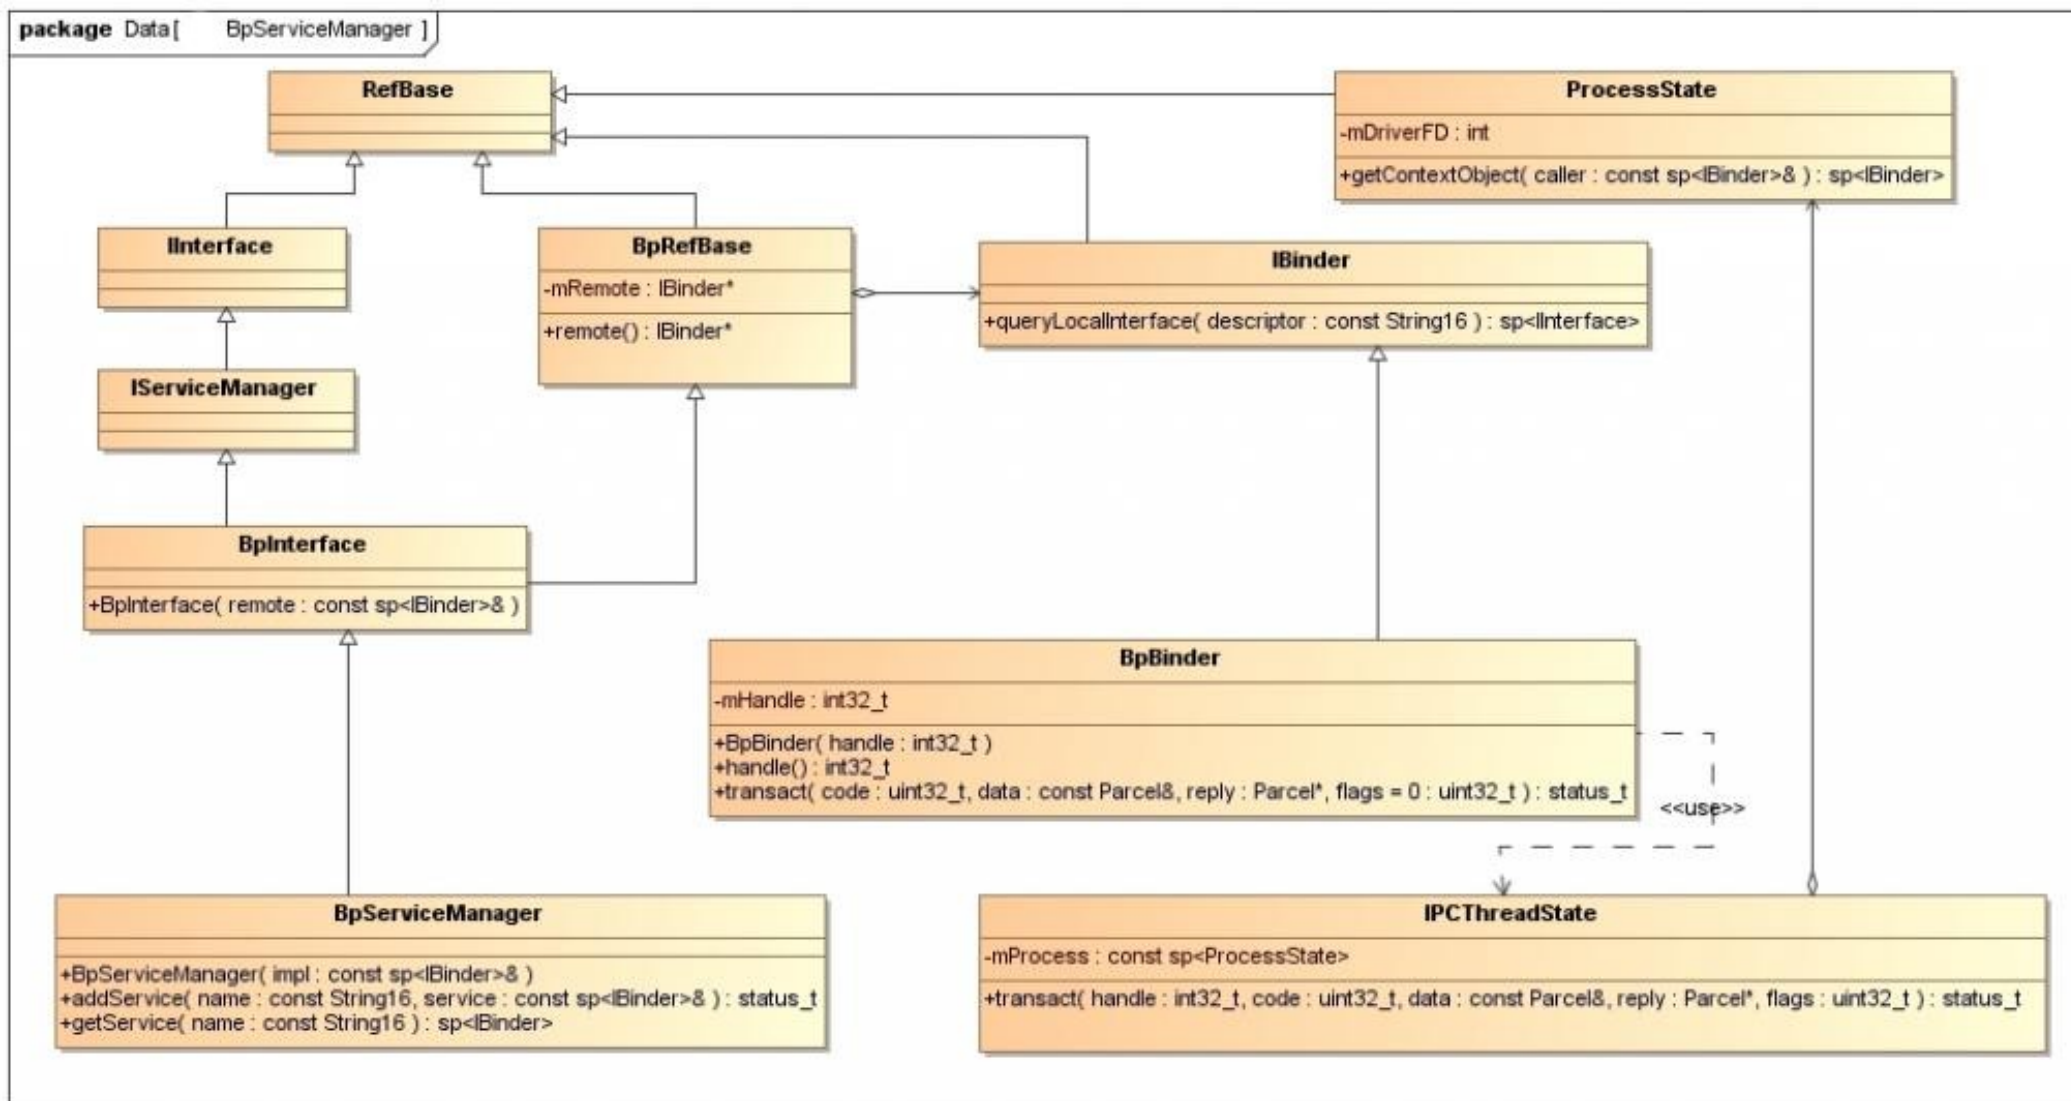 package Data[ BpServiceManager ]
RefBase
ProcessState
-mDriverFD : int
+getContextObject( caller : const sp<IBinder>& ) : sp<IBinder>
IInterface
BpRefBase
-mRemote : IBinder*
+remote() : IBinder*
IBinder
+queryLocalInterface( descriptor : const String16 ) : sp<IInterface>
IServiceManager
BpInterface
+BpInterface( remote : const sp<IBinder>& )
BpBinder
-mHandle : int32_t
+BpBinder( handle : int32_t )
+handle() : int32_t
+transact( code : uint32_t, data : const Parcel&, reply : Parcel*, flags = 0 : uint32_t ) : status_t
<<use>>
BpServiceManager
+BpServiceManager( impl : const sp<IBinder>& )
+addService( name : const String16, service : const sp<IBinder>& ) : status_t
+getService( name : const String16 ) : sp<IBinder>
IPCThreadState
-mProcess : const sp<ProcessState>
+transact( handle : int32_t, code : uint32_t, data : const Parcel&, reply : Parcel*, flags : uint32_t ) : status_t